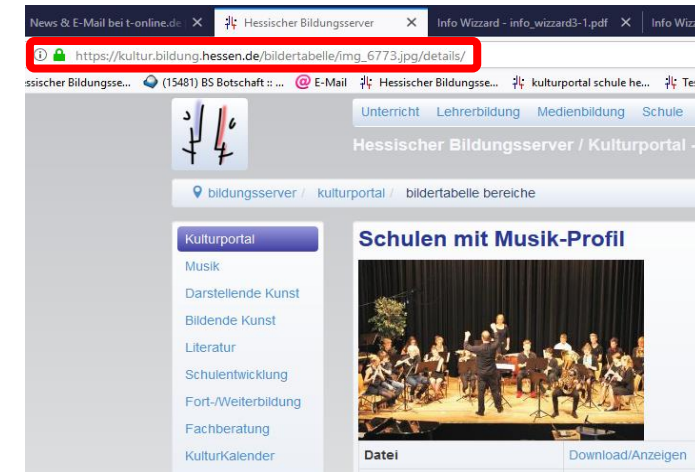 News & E-Mail bei t-online.de
Hessischer Bildungsserver
Info Wizzard - info_wizzard3-1.pdf
Info Wizz
https://kultur.bildung.hessen.de/bildertabelle/img_6773.jpg/details/
essischer Bildungsse...
(15481) BS Botschaft :: ...
E-Mail
Hessischer Bildungsse...
kulturportal schule he...
Tes
Unterricht Lehrerbildung Medienbildung Schule
Hessischer Bildungsserver / Kulturportal -
bildungsserver / kulturportal / bildertabelle bereiche
Kulturportal
Musik
Darstellende Kunst
Bildende Kunst
Literatur
Schulentwicklung
Fort-/Weiterbildung
Fachberatung
KulturKalender
Schulen mit Musik-Profil
Datei Download/Anzeigen